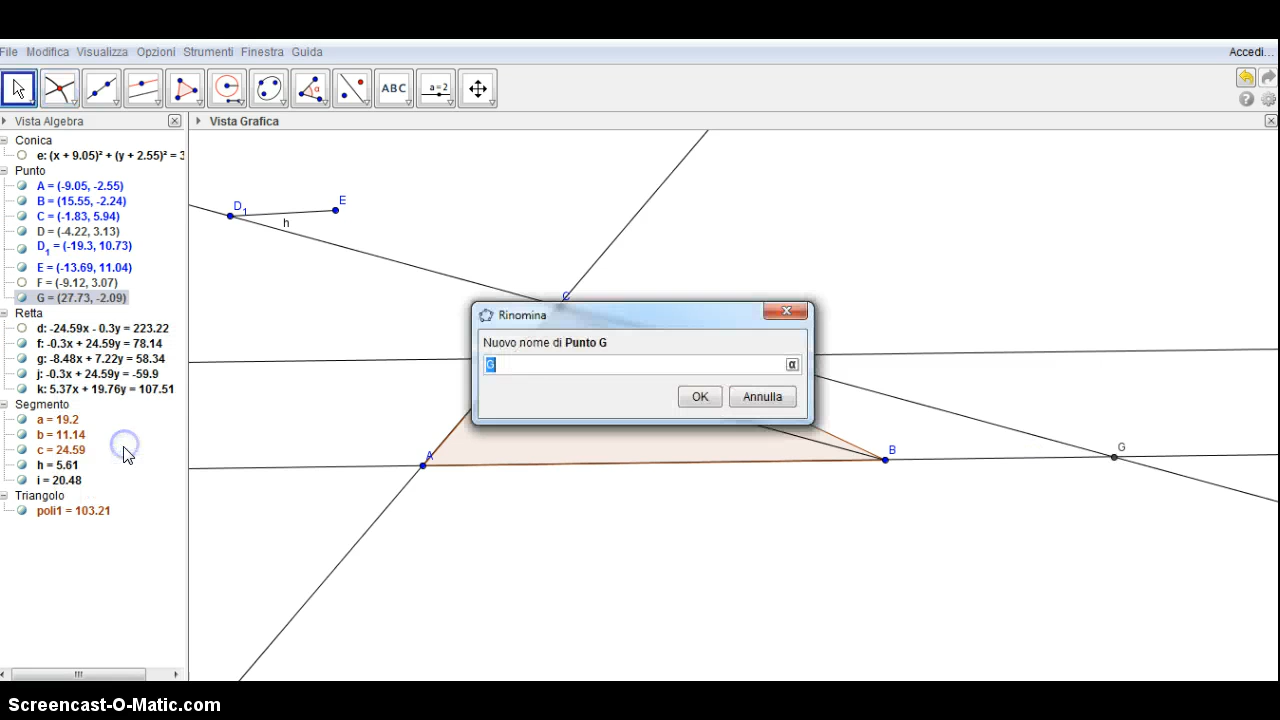 File Modifica Visualizza Opzioni Strumenti Finestra Guida Accedi...
ABC a=2
Vista Algebra Vista Grafica
Conica
e: (x + 9.05)² + (y + 2.55)² = 3
Punto
A = (-9.05, -2.55)
B = (15.55, -2.24)
C = (-1.83, 5.94)
D = (-4.22, 3.13)
D1 = (-19.3, 10.73)
E = (-13.69, 11.04)
F = (-9.12, 3.07)
G = (27.73, -2.09)
Retta
d: -24.59x - 0.3y = 223.22
f: -0.3x + 24.59y = 78.14
g: -8.48x + 7.22y = 58.34
j: -0.3x + 24.59y = -59.9
k: 5.37x + 19.76y = 107.51
Segmento
a = 19.2
b = 11.14
c = 24.59
h = 5.61
i = 20.48
Triangolo
poli1 = 103.21
D1
E
h
C
Rinomina
Nuovo nome di Punto G
G α
OK Annulla
A
B
G
Screencast-O-Matic.com